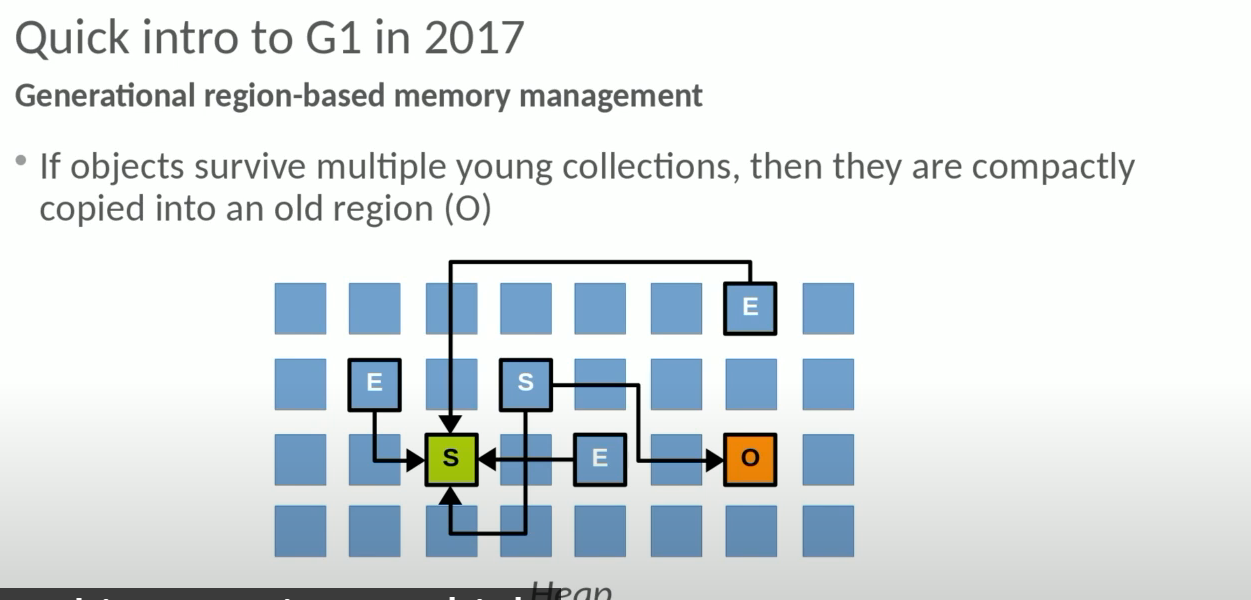 Quick intro to G1 in 2017
Generational region-based memory management
• If objects survive multiple young collections, then they are compactly
copied into an old region (O)
E
E
S
S
E
O
Heap